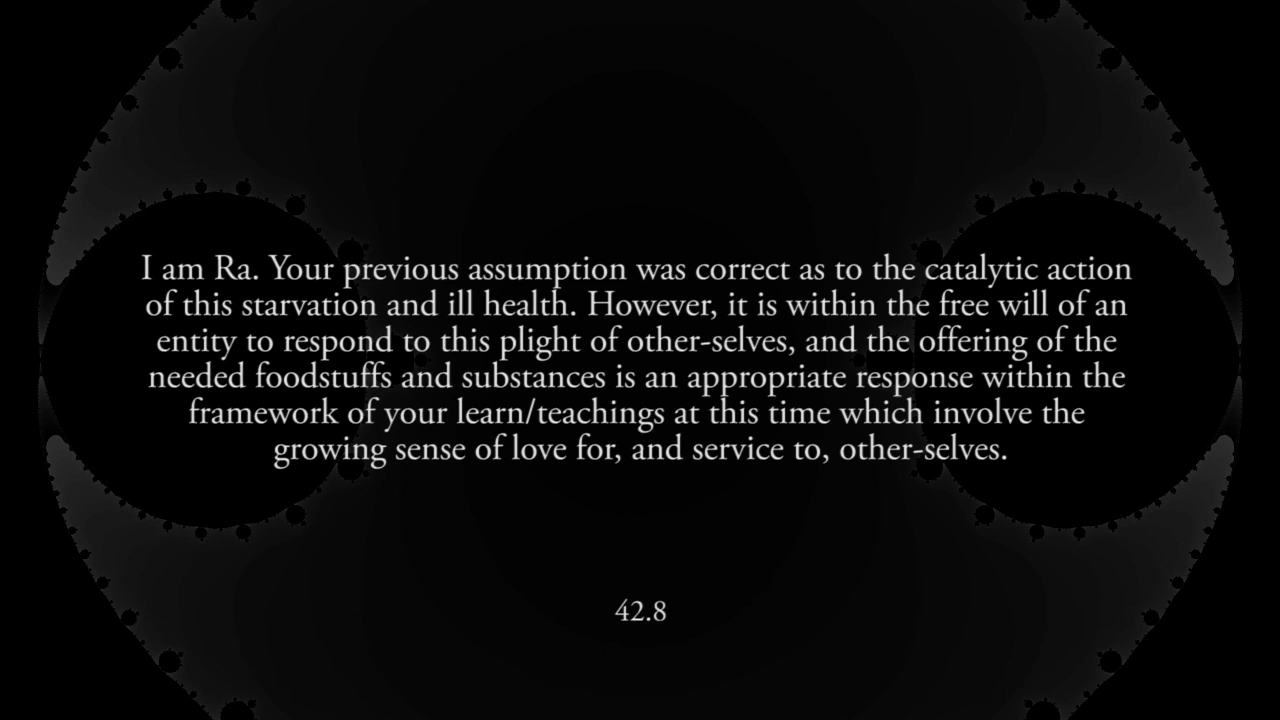 I am Ra. Your previous assumption was correct as to the catalytic action
of this starvation and ill health. However, it is within the free will of an
entity to respond to this plight of other-selves, and the offering of the
needed foodstuffs and substances is an appropriate response within the
framework of your learn/teachings at this time which involve the
growing sense of love for, and service to, other-selves.
42.8